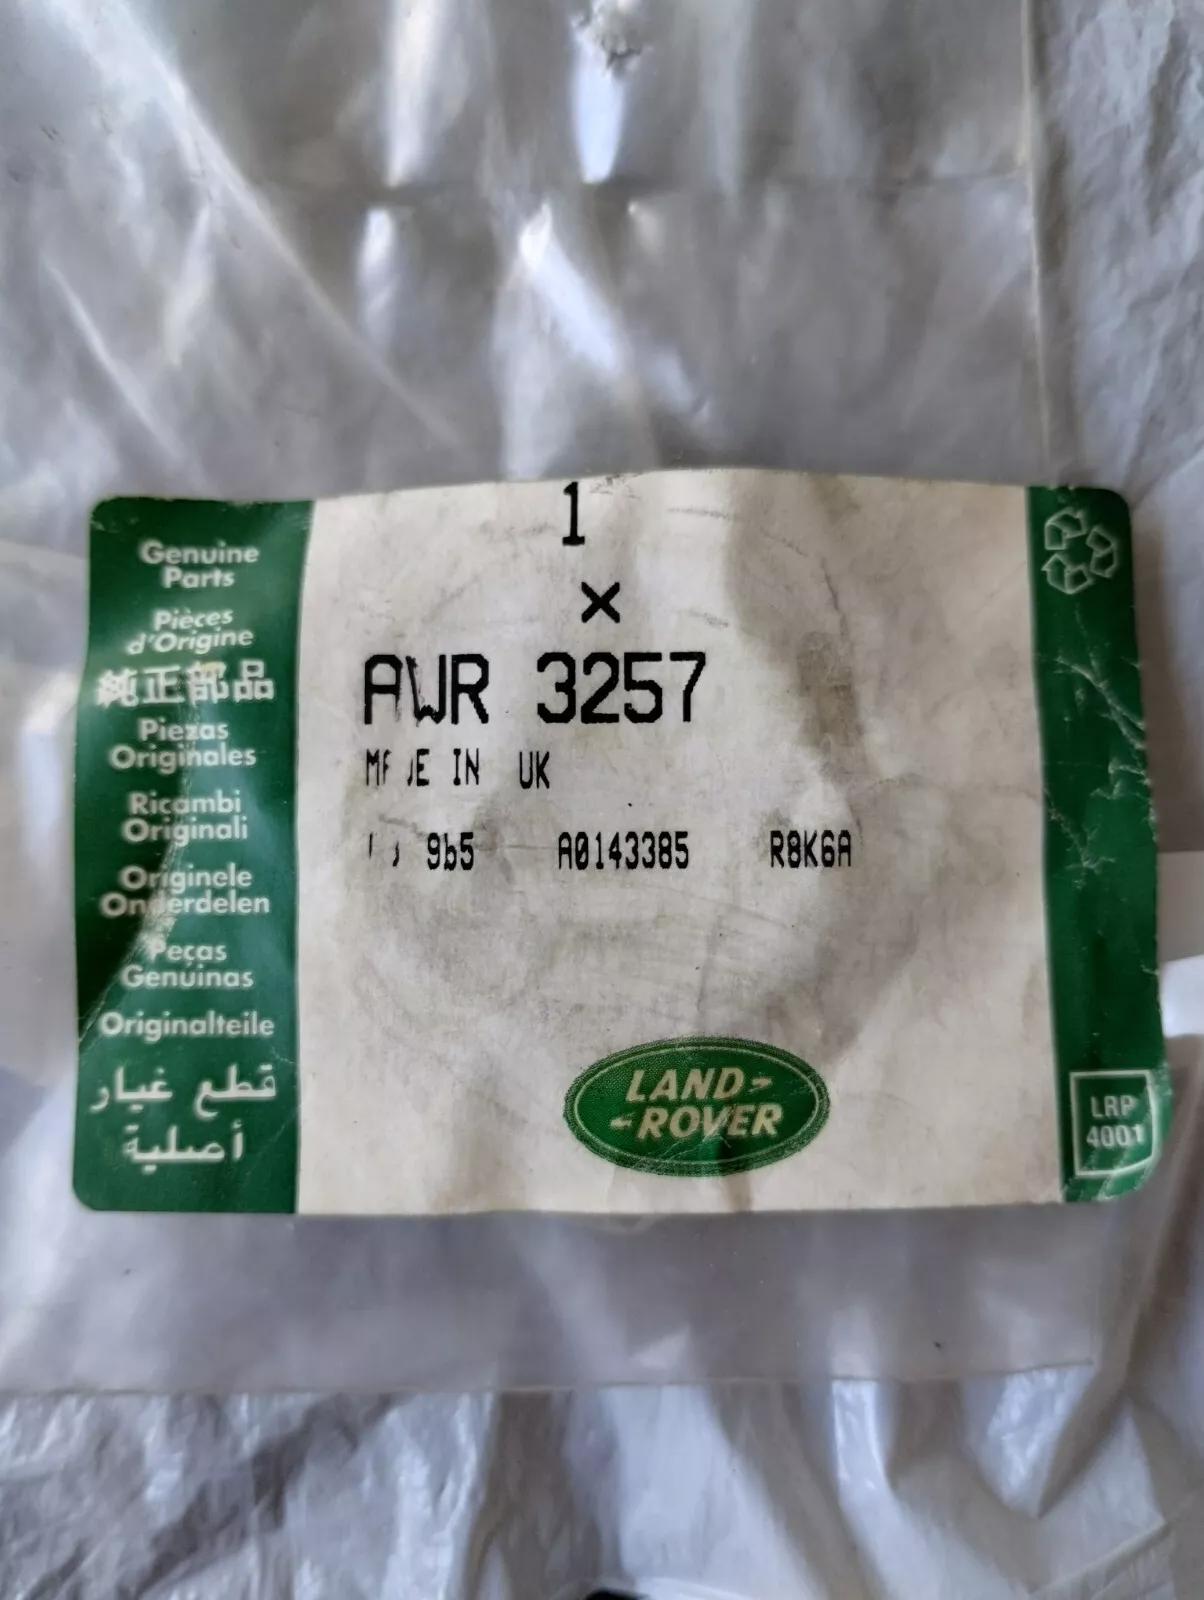 1
×
AWR 3257
IN UK
9b5 A0143385 R8K6A
Genuine
Parts
Pièces
d'Origine
純正部品
Piezas
Originales
Ricambi
Originali
Originele
Onderdelen
Peças
Genuinas
Originalteile
قطع غيار
أصلية
LAND-
-ROVER
LRP
4001